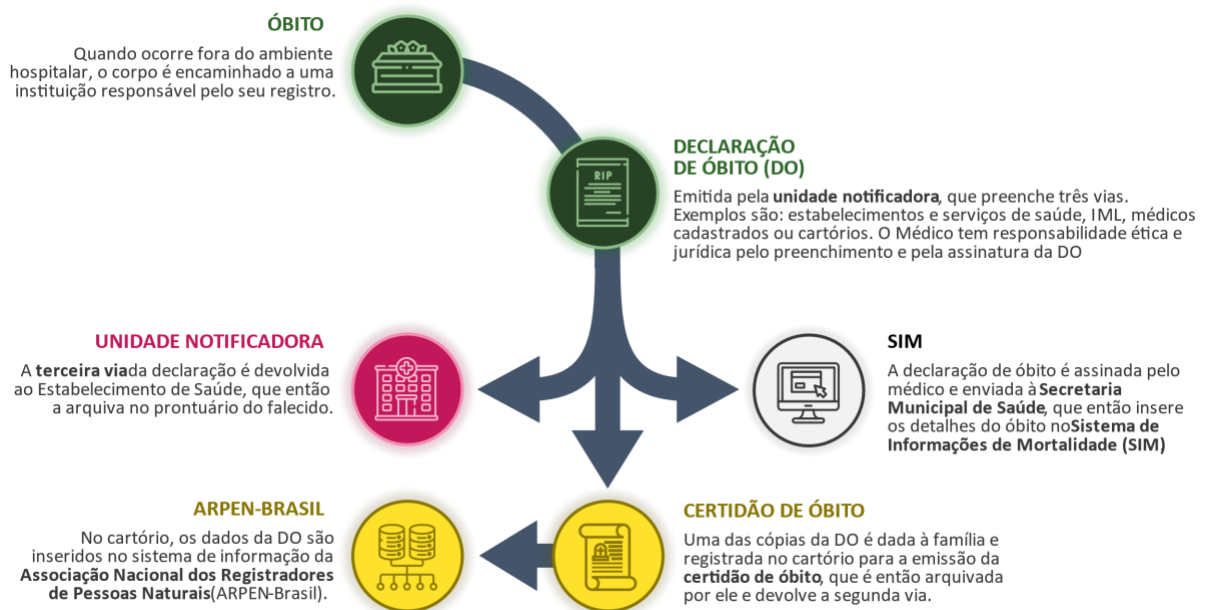 ÓBITO
Quando ocorre fora do ambiente
hospitalar, o corpo é encaminhado a uma
instituição responsável pelo seu registro.
RIP
DECLARAÇÃO
DE ÓBITO (DO)
Emitida pela unidade notificadora, que preenche três vias.
Exemplos são: estabelecimentos e serviços de saúde, IML, médicos
cadastrados ou cartórios. O Médico tem responsabilidade ética e
jurídica pelo preenchimento e pela assinatura da DO
UNIDADE NOTIFICADORA
A terceira viada declaração é devolvida
ao Estabelecimento de Saúde, que então
a arquiva no prontuário do falecido.
SIM
A declaração de óbito é assinada pelo
médico e enviada à Secretaria
Municipal de Saúde, que então insere
os detalhes do óbito noSistema de
Informações de Mortalidade (SIM)
ARPEN-BRASIL
No cartório, os dados da DO são
inseridos no sistema de informação da
Associação Nacional dos Registradores
de Pessoas Naturais(ARPEN-Brasil).
CERTIDÃO DE ÓBITO
Uma das cópias da DO é dada à família e
registrada no cartório para a emissão da
certidão de óbito, que é então arquivada
por ele e devolve a segunda via.